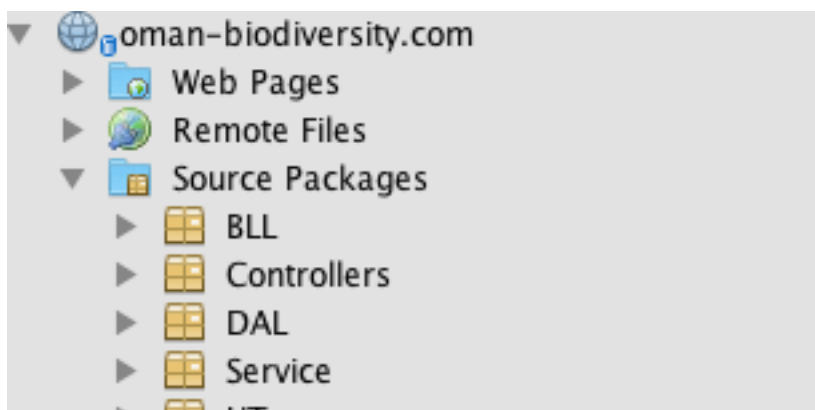 oman-biodiversity.com
Web Pages
Remote Files
Source Packages
BLL
Controllers
DAL
Service